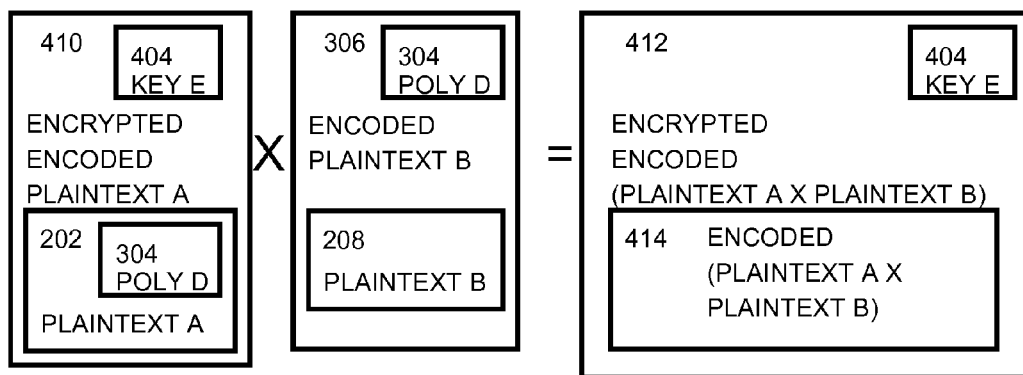 410
404
KEY E
ENCRYPTED
ENCODED
PLAINTEXT A
202
304
POLY D
PLAINTEXT A
X
306
304
POLY D
ENCODED
PLAINTEXT B
208
PLAINTEXT B
=
412
404
KEY E
ENCRYPTED
ENCODED
(PLAINTEXT A X PLAINTEXT B)
414
ENCODED
(PLAINTEXT A X
PLAINTEXT B)